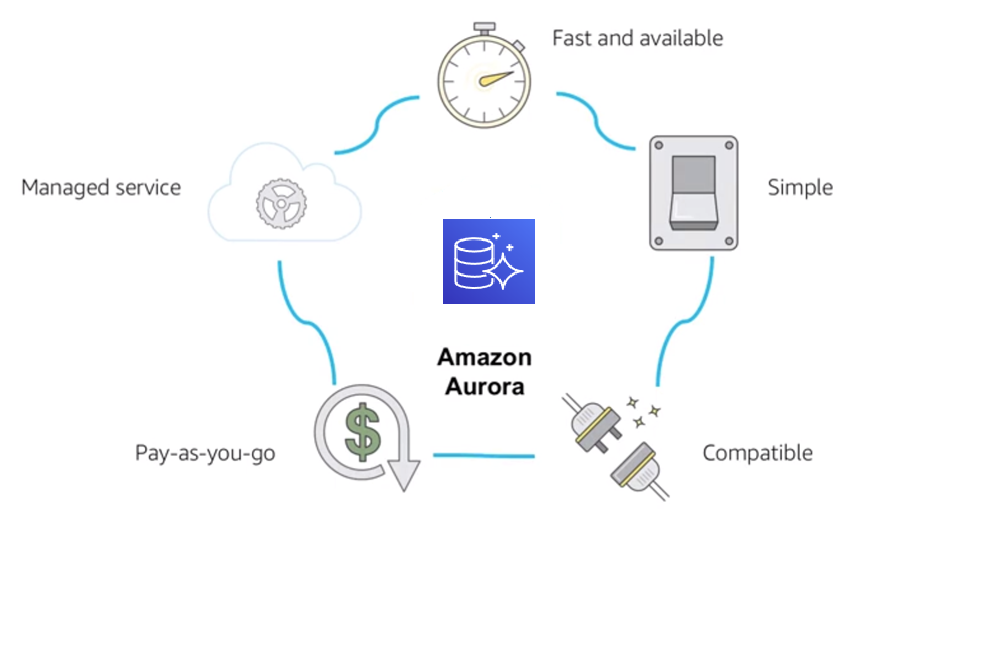 Fast and available
Managed service
Simple
Amazon
Aurora
Pay-as-you-go
$
Compatible